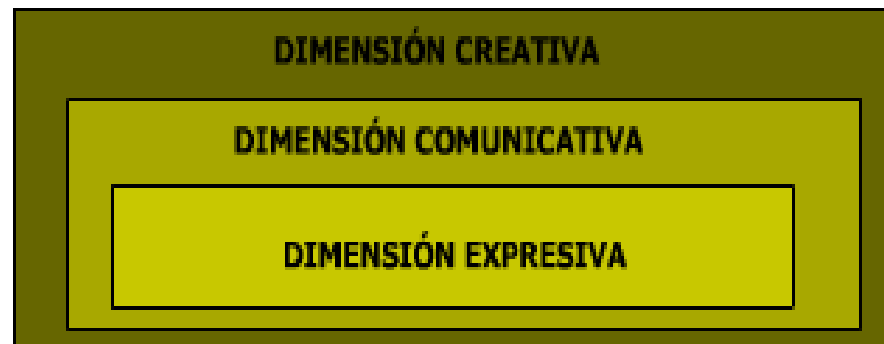 DIMENSIÓN CREATIVA
DIMENSIÓN COMUNICATIVA
DIMENSIÓN EXPRESIVA